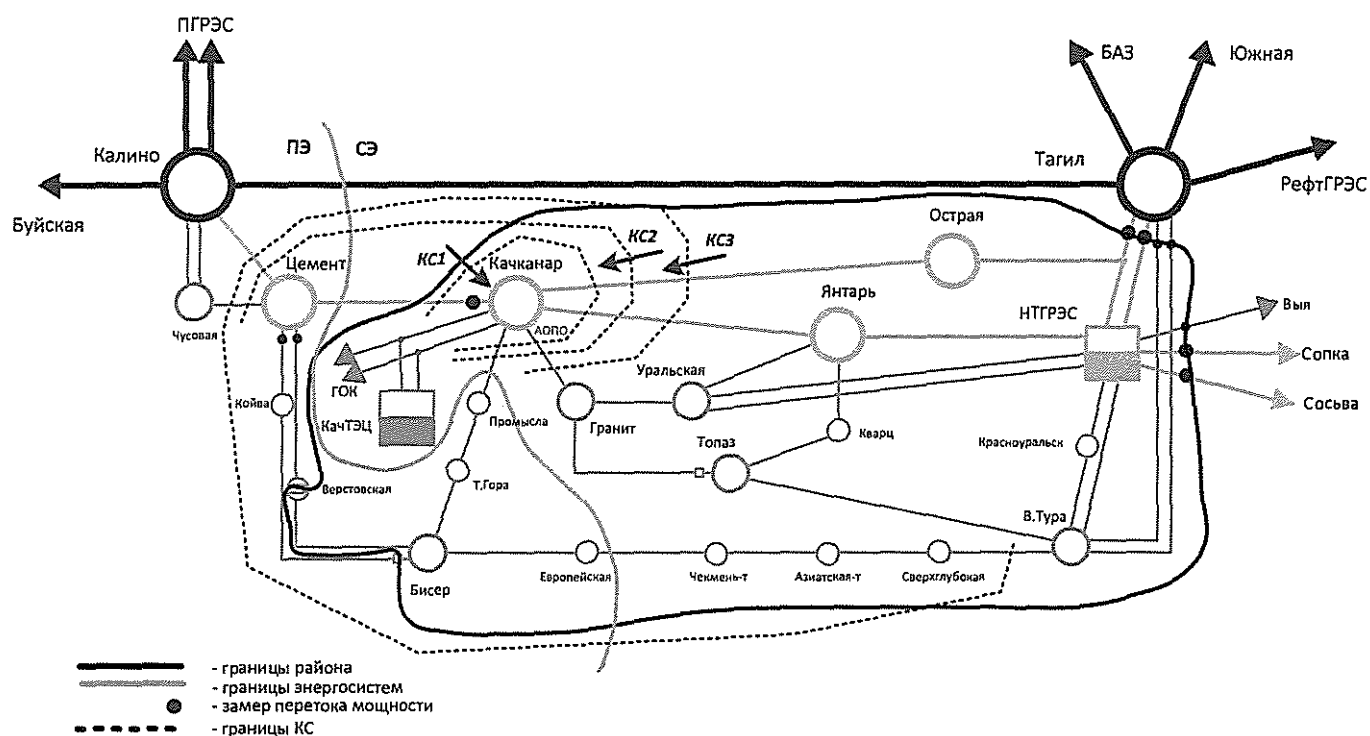 ПГРЭС
БАЗ
Южная
Калино
ПЭ
СЭ
Тагил
РефтГРЭС
Буйская
Острая
КС1
КС2
КС3
Цемент
Качканар
Янтарь
НТГРЭС
Выл
АОПО
Чусовая
Сопка
ГОК
Уральская
Койва
КачТЭЦ
Промысла
Гранит
Топаз
Кварц
Красноуральск
Сосьва
Верстовская
Т.Гора
В.Тура
Бисер
Европейская
Чекмень-т
Азиатская-т
Сверхглубокая
- границы района
- границы энергосистем
- замер перетока мощности
- границы КС